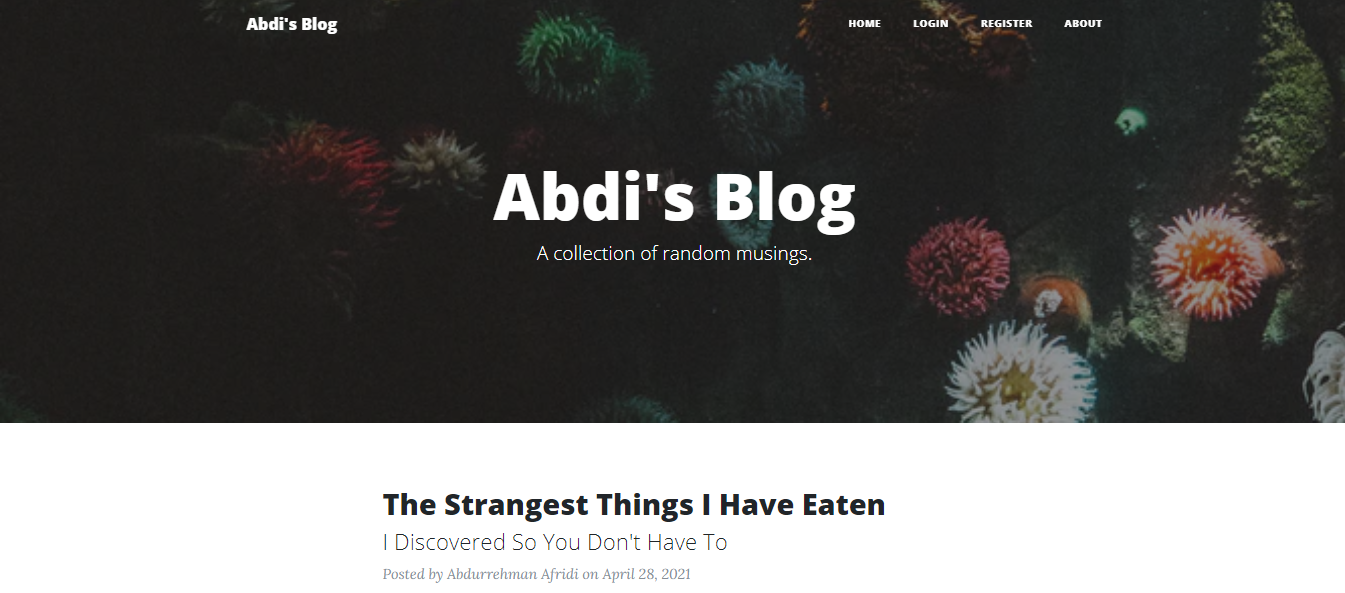 Abdi's Blog
HOME LOGIN REGISTER ABOUT
Abdi's Blog
A collection of random musings.
The Strangest Things I Have Eaten
I Discovered So You Don't Have To
Posted by Abdurrehman Afridi on April 28, 2021